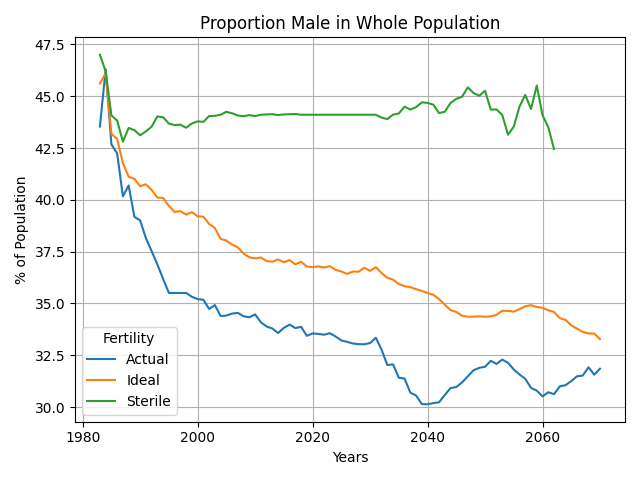 Proportion Male in Whole Population
% of Population
47.5
45.0
42.5
40.0
37.5
35.0
32.5
30.0
Fertility
Actual
Ideal
Sterile
1980
2000
2020
2040
2060
Years